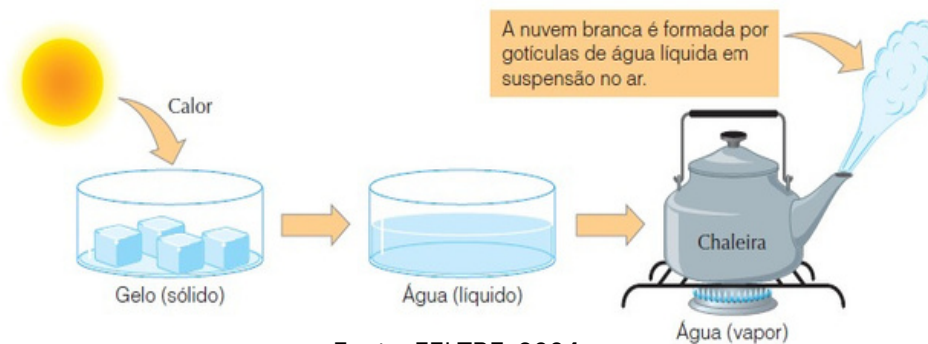 A nuvem branca é formada por
gotículas de água líquida em
suspensão no ar.
Calor
Chaleira
Gelo (sólido)
Água (líquido)
Água (vapor)